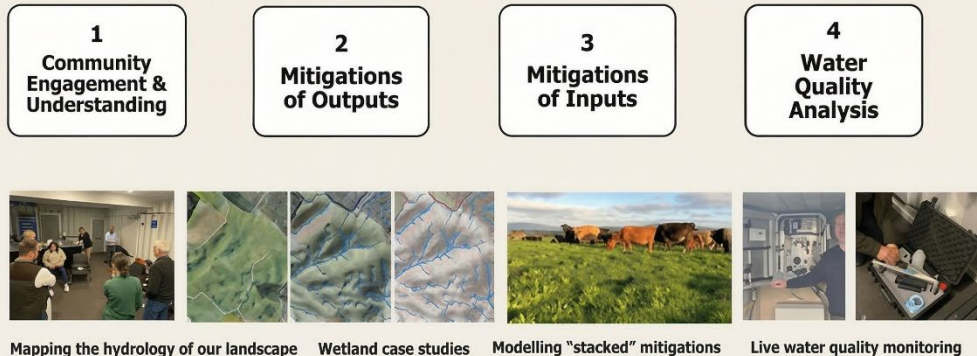 1
Community
Engagement &
Understanding
2
Mitigations
of Outputs
3
Mitigations
of Inputs
4
Water
Quality
Analysis
Mapping the hydrology of our landscape
Wetland case studies
Modelling “stacked” mitigations
Live water quality monitoring